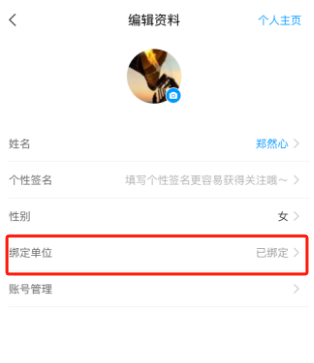 编辑资料 个人主页
姓名 郑然心
个性签名 填写个性签名更容易获得关注哦～
性别 女
绑定单位 已绑定
账号管理